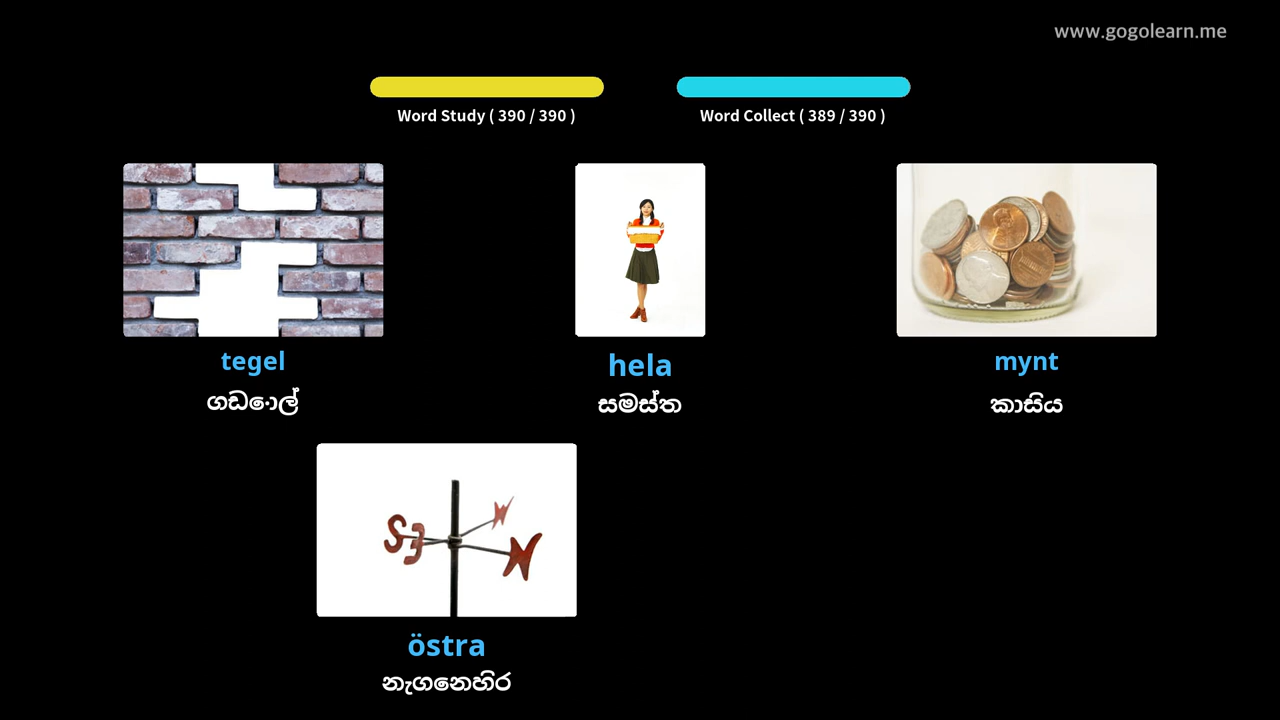 www.gogolearn.me
Word Study ( 390 / 390 )
Word Collect ( 389 / 390 )
tegel
hela
mynt
ගඩොල්
සමස්ත
කාසිය
S
E
N
östra
නැගෙනහිර